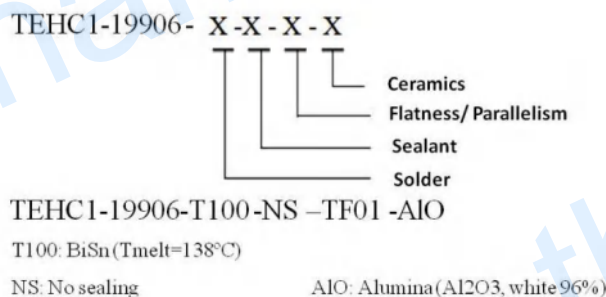 TEHC1-19906- X -X - X - X
Ceramics
Flatness/ Parallelism
Sealant
Solder
TEHC1-19906-T100-NS –TF01 -AlO
T100: BiSn(Tmelt=138°C)
NS: No sealing AlO: Alumina(Al2O3, white 96%)